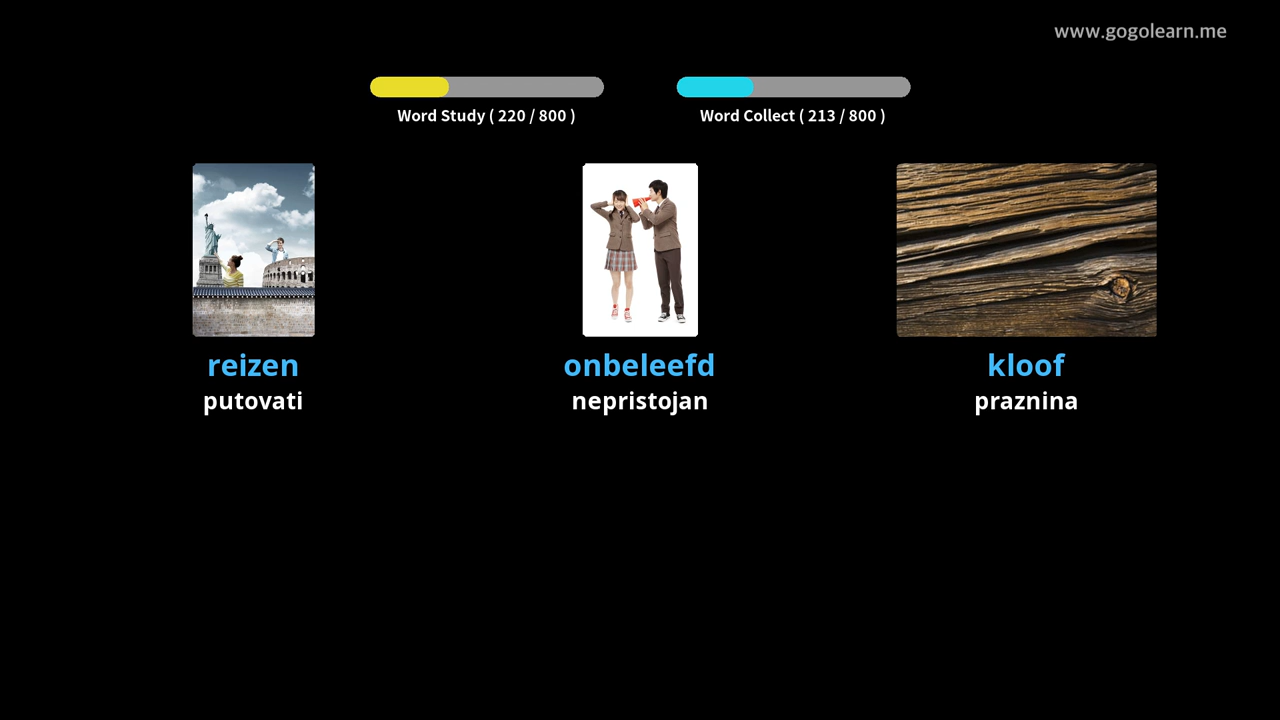 www.gogolearn.me
Word Study ( 220 / 800 )
Word Collect ( 213 / 800 )
reizen
putovati
onbeleefd
nepristojan
kloof
praznina